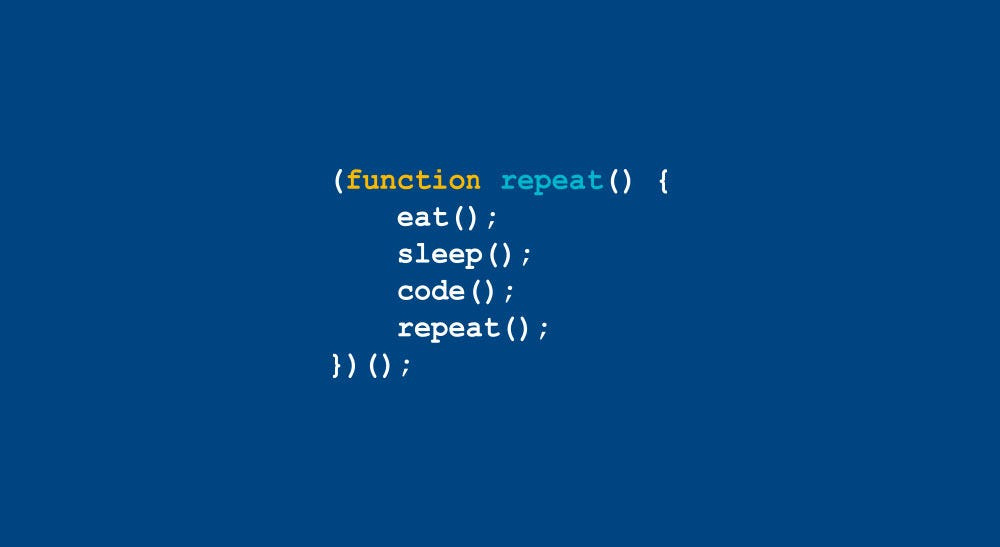 (function repeat() {
    eat();
    sleep();
    code();
    repeat();
})();